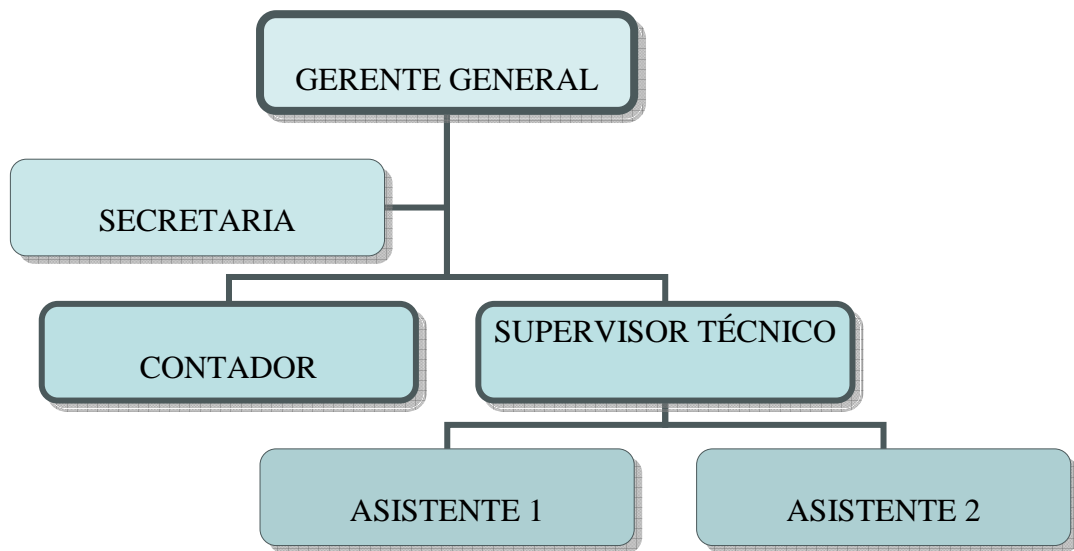 GERENTE GENERAL
SECRETARIA
CONTADOR
SUPERVISOR TÉCNICO
ASISTENTE 1
ASISTENTE 2